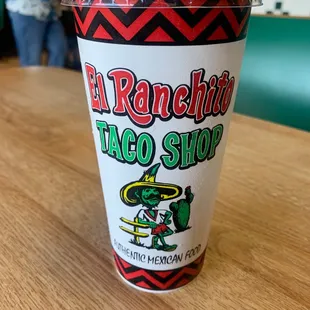 El Ranchito
TACO SHOP
AUTHENTIC MEXICAN FOOD